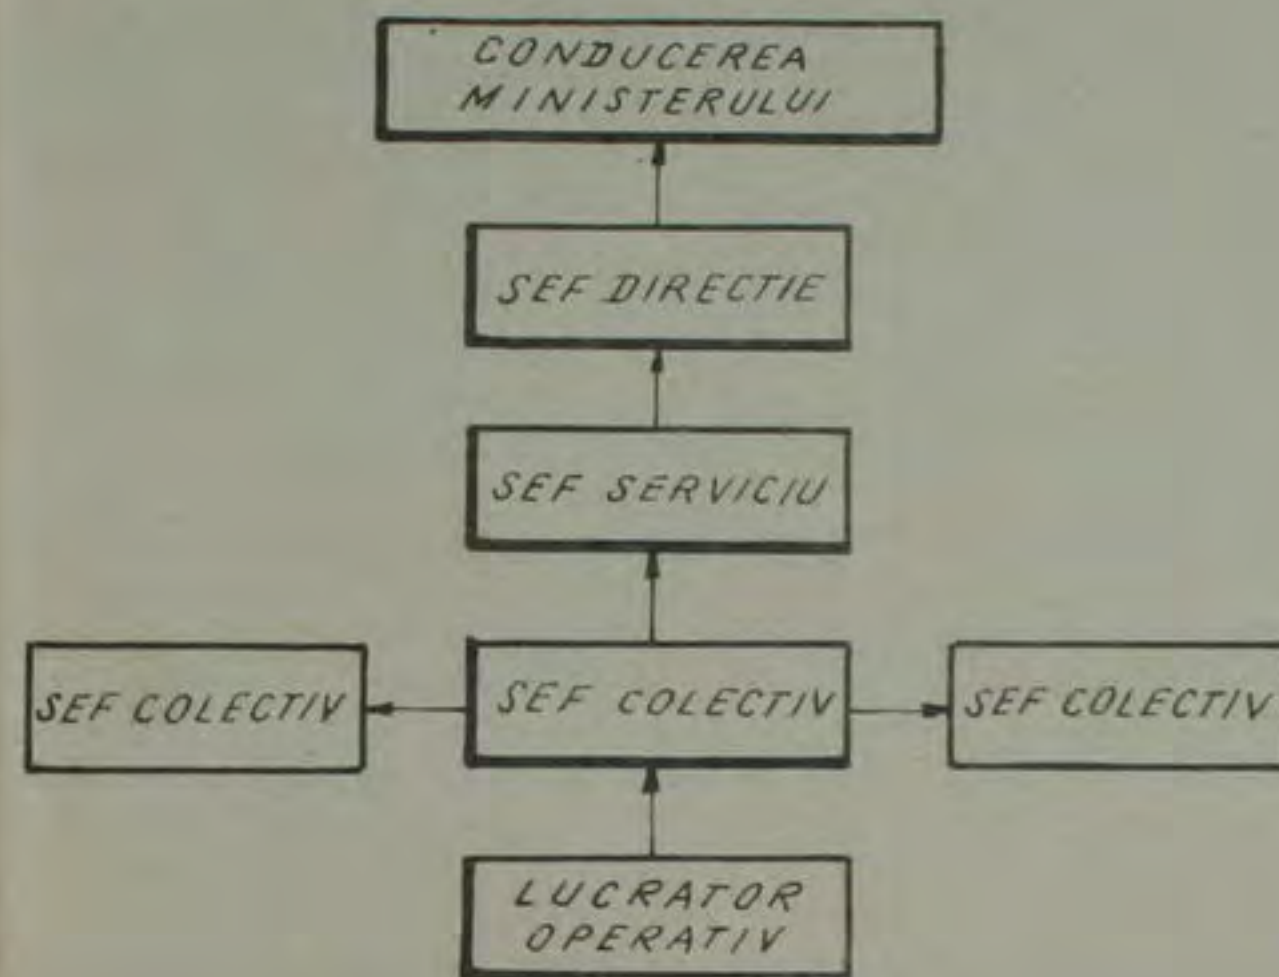 CONDUCEREA
MINISTERULUI
SEF DIRECTIE
SEF SERVICIU
SEF COLECTIV
SEF COLECTIV
SEF COLECTIV
LUCRATOR
OPERATIV